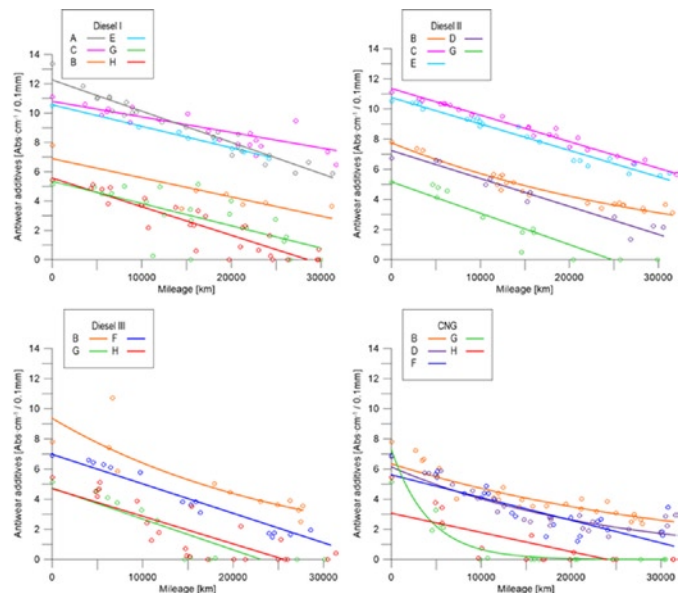 Diesel I
A E
C G
B H
Antiwear additives [Abs·cm⁻¹ / 0.1mm]
14
12
10
8
6
4
2
0
0 10000 20000 30000
Mileage [km]
Diesel II
B D
C G
E
Antiwear additives [Abs·cm⁻¹ / 0.1mm]
14
12
10
8
6
4
2
0
0 10000 20000 30000
Mileage [km]
Diesel III
B F
G H
Antiwear additives [Abs·cm⁻¹ / 0.1mm]
14
12
10
8
6
4
2
0
0 10000 20000 30000
Mileage [km]
CNG
B G
D H
F
Antiwear additives [Abs·cm⁻¹ / 0.1mm]
14
12
10
8
6
4
2
0
0 10000 20000 30000
Mileage [km]